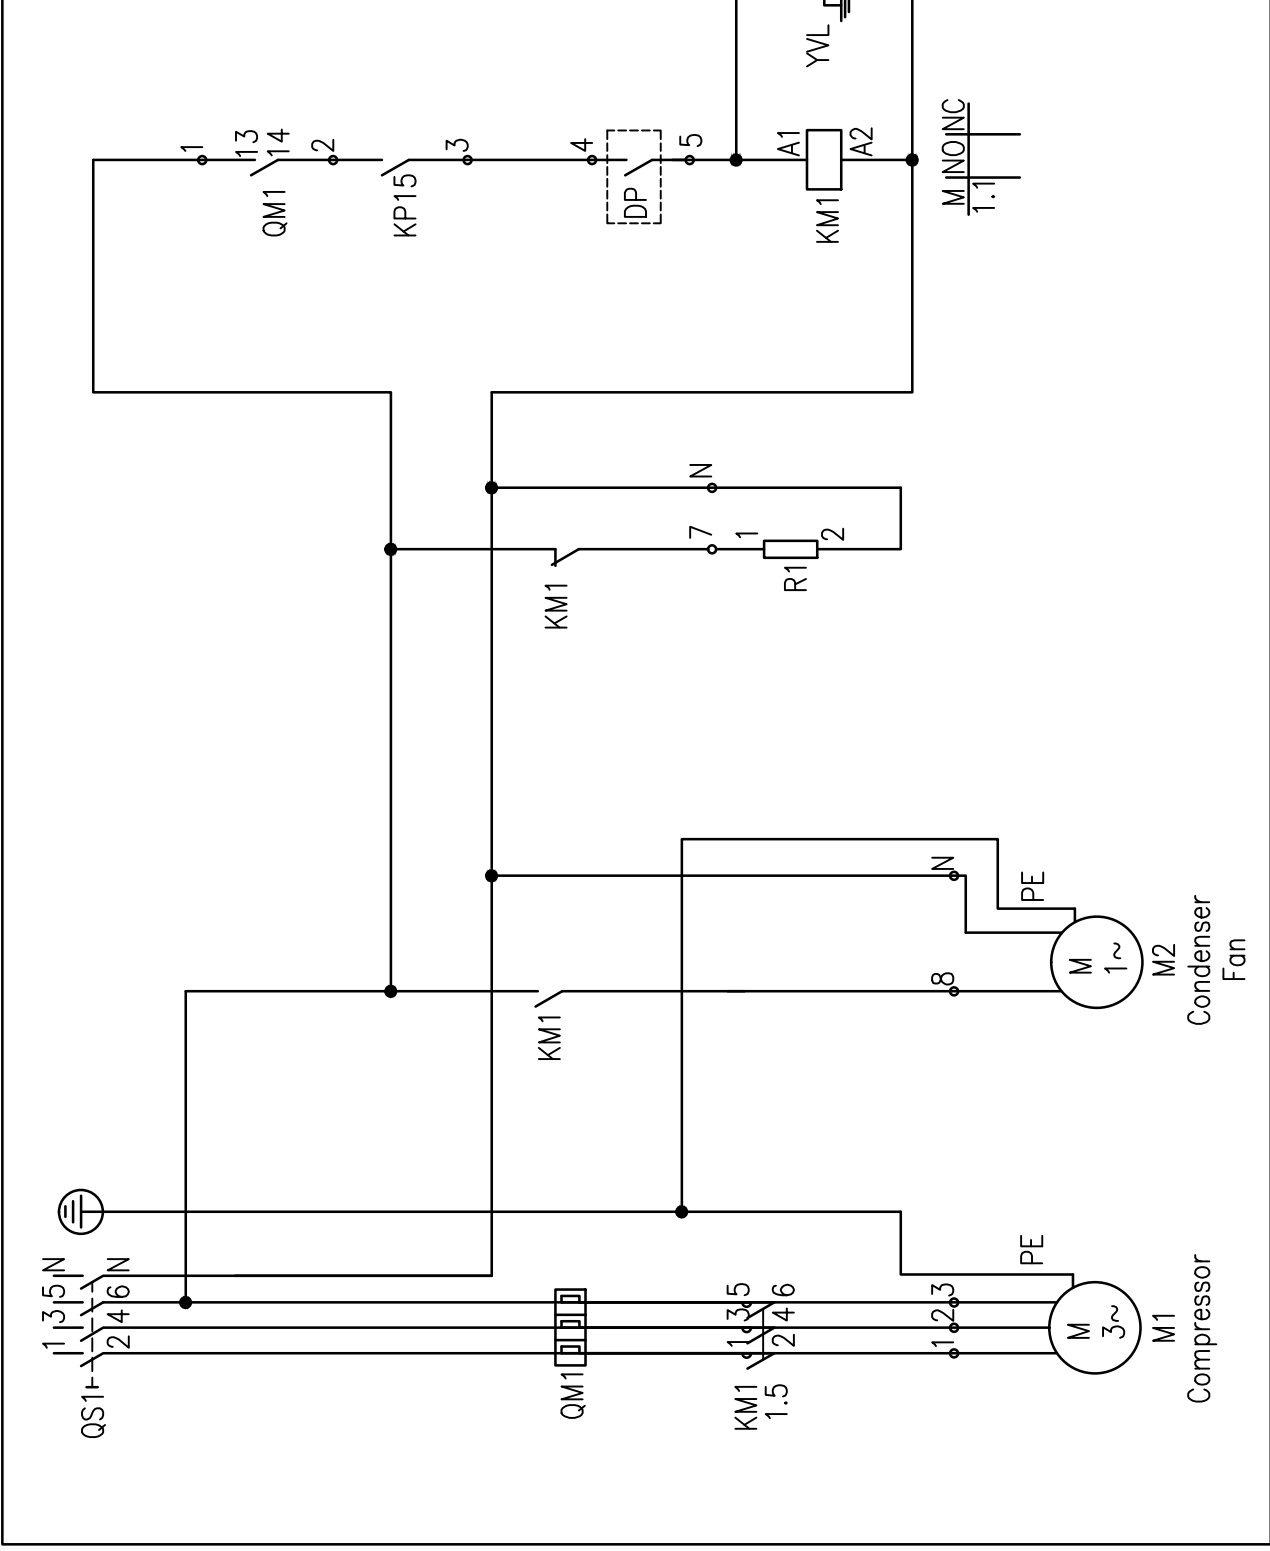 QS1
1 3 5 N
2 4 6 N
QM1
KM1
1.5
1 3 5
2 4 6
1 2 3
PE
M
3~
M1
Compressor
KM1
8
N
PE
M
1~
M2
Condenser
Fan
KM1
7
N
1
R1
2
1
13
QM1
14
2
KP15
3
4
DP
5
A1
KM1
A2
YVL
M NO NC
1.1